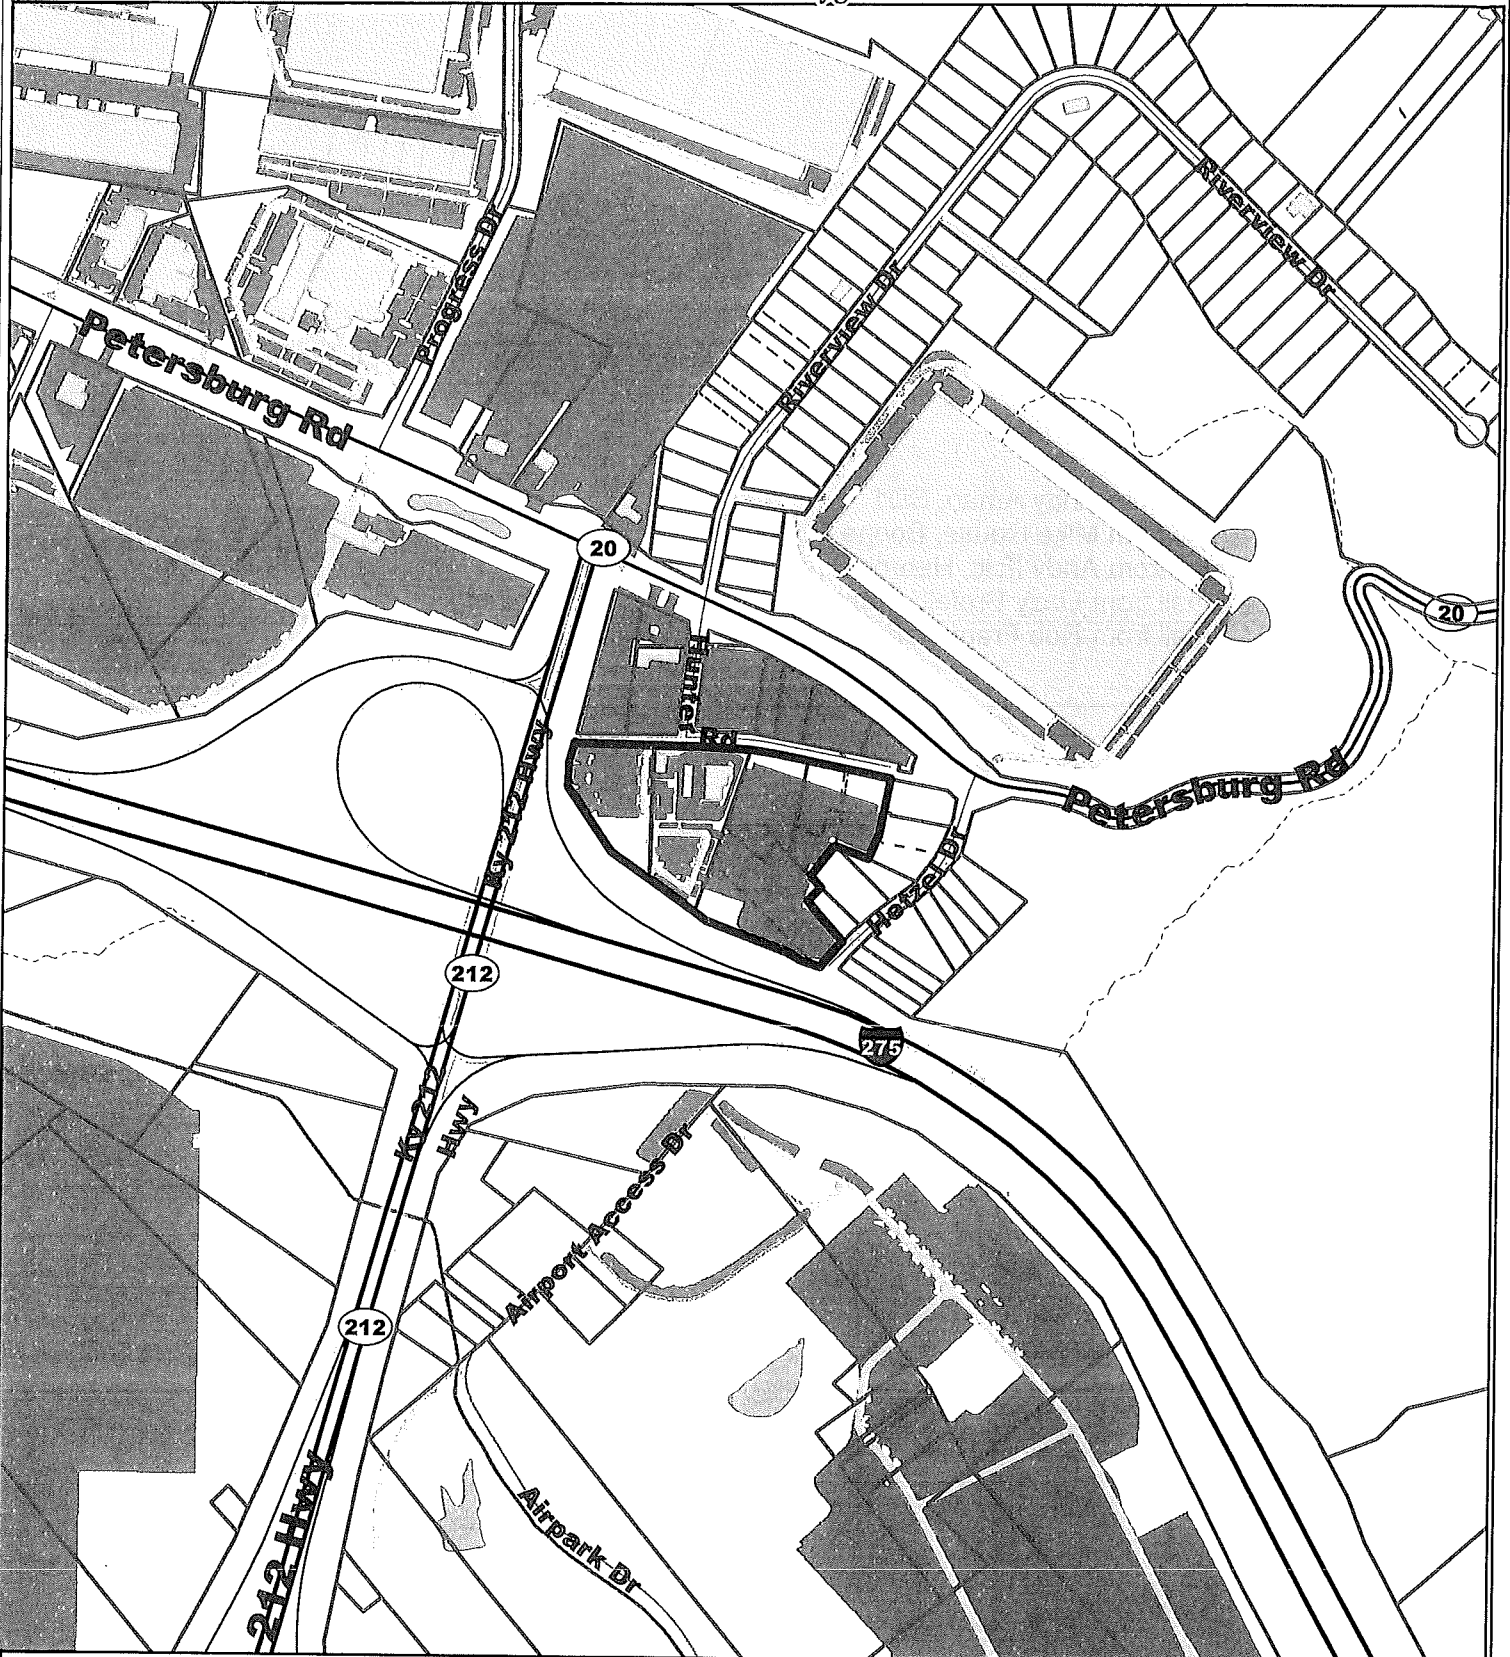 Riverview Dr
Progress Dr
Riverview Dr
Petersburg Rd
20
20
Hunter
Rd
Ky 212 Hwy
Petersburg Rd
Hetzel Dr
212
275
Ky 212
Hwy
Airport Access Dr
212
212 Hwy
Airpark Dr